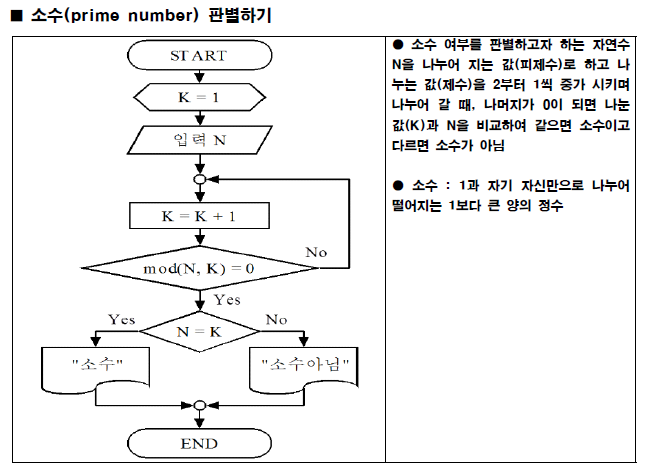 ■ 소수(prime number) 판별하기
START
K = 1
입력 N
K = K + 1
No
mod(N, K) = 0
Yes
Yes
No
N = K
"소수"
"소수아님"
END
● 소수 여부를 판별하고자 하는 자연수
N을 나누어 지는 값(피제수)로 하고 나
누는 값(제수)을 2부터 1씩 증가 시키며
나누어 갈 때, 나머지가 0이 되면 나눈
값(K)과 N을 비교하여 같으면 소수이고
다르면 소수가 아님
● 소수 : 1과 자기 자신만으로 나누어
떨어지는 1보다 큰 양의 정수